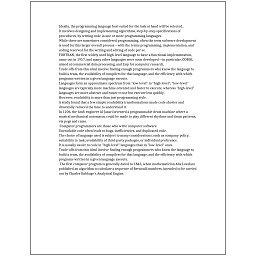 Ideally, the programming language best suited for the task at hand will be selected.
It involves designing and implementing algorithms, step-by-step specifications of
procedures, by writing code in one or more programming languages.
While these are sometimes considered programming, often the term software development
is used for this larger overall process – with the terms programming, implementation, and
coding reserved for the writing and editing of code per se.
FORTRAN, the first widely used high-level language to have a functional implementation,
came out in 1957, and many other languages were soon developed—in particular, COBOL
aimed at commercial data processing, and Lisp for computer research.
Trade-offs from this ideal involve finding enough programmers who know the language to
build a team, the availability of compilers for that language, and the efficiency with which
programs written in a given language execute.
Languages form an approximate spectrum from "low-level" to "high-level"; "low-level"
languages are typically more machine-oriented and faster to execute, whereas "high-level"
languages are more abstract and easier to use but execute less quickly.
However, readability is more than just programming style.
A study found that a few simple readability transformations made code shorter and
drastically reduced the time to understand it.
In 1206, the Arab engineer Al-Jazari invented a programmable drum machine where a
musical mechanical automaton could be made to play different rhythms and drum patterns,
via pegs and cams.
Computer programmers are those who write computer software.
Unreadable code often leads to bugs, inefficiencies, and duplicated code.
The choice of language used is subject to many considerations, such as company policy,
suitability to task, availability of third-party packages, or individual preference.
It is usually easier to code in "high-level" languages than in "low-level" ones.
Trade-offs from this ideal involve finding enough programmers who know the language to
build a team, the availability of compilers for that language, and the efficiency with which
programs written in a given language execute.
The first computer program is generally dated to 1843, when mathematician Ada Lovelace
published an algorithm to calculate a sequence of Bernoulli numbers, intended to be carried
out by Charles Babbage's Analytical Engine.